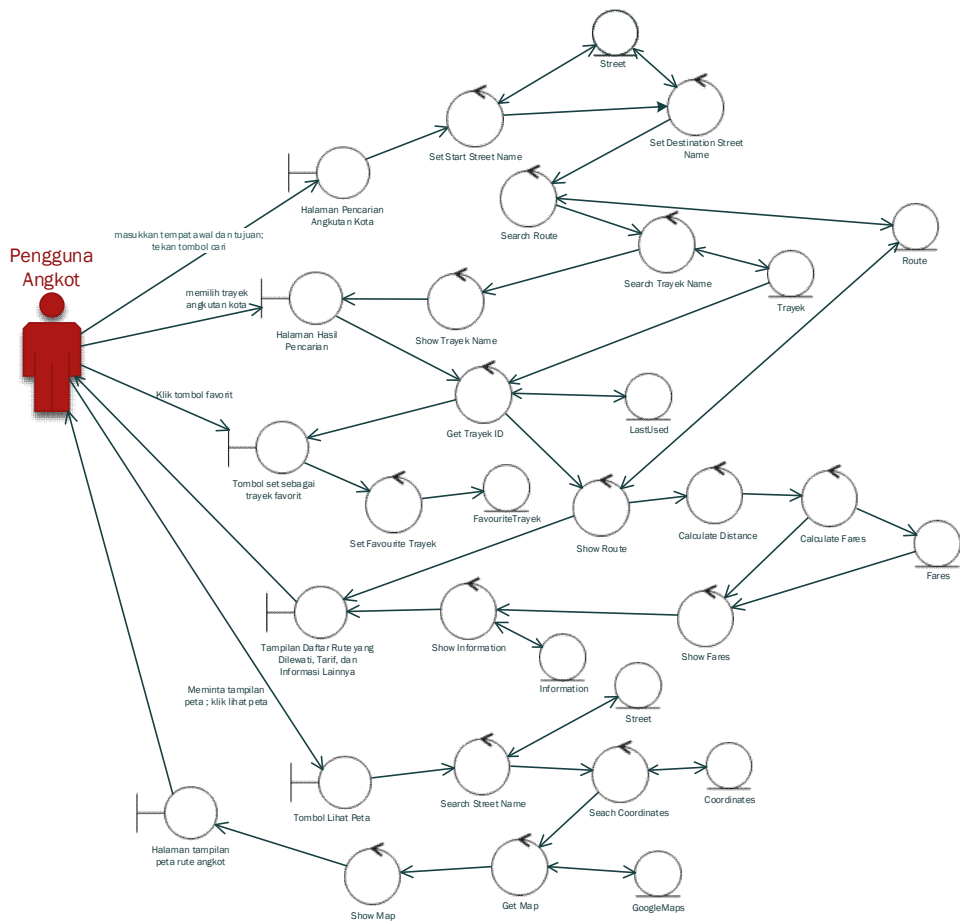 Street
Set Start Street Name
Set Destination Street
Name
Halaman Pencarian
Angkutan Kota
Search Route
masukkan tempat awal dan tujuan;
tekan tombol cari
Route
Pengguna
Angkot
Search Trayek Name
memilih trayek
angkutan kota
Trayek
Halaman Hasil
Pencarian
Show Trayek Name
Klik tombol favorit
Get Trayek ID
LastUsed
Tombol set sebagai
trayek favorit
FavouriteTrayek
Set Favourite Trayek
Show Route
Calculate Distance
Calculate Fares
Fares
Tampilan Daftar Rute yang
Dilewati, Tarif, dan
Informasi Lainnya
Show Information
Show Fares
Information
Meminta tampilan
peta ; klik lihat peta
Street
Tombol Lihat Peta
Search Street Name
Seach Coordinates
Coordinates
Halaman tampilan
peta rute angkot
Show Map
Get Map
GoogleMaps